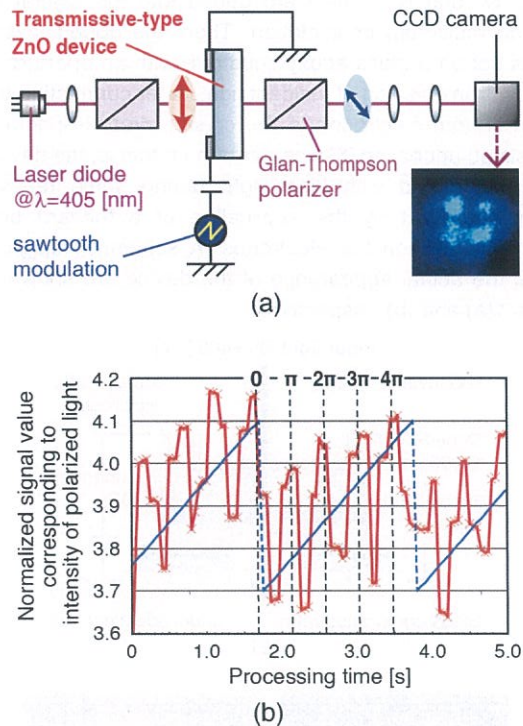 Transmissive-type
ZnO device
CCD camera
Laser diode
@λ=405 [nm]
Glan-Thompson
polarizer
sawtooth
modulation
(a)
0 - π -2π-3π-4π-
Normalized signal value
corresponding to
intensity of polarized light
4.2
4.1
4.0
3.9
3.8
3.7
3.6
0 1.0 2.0 3.0 4.0 5.0
Processing time [s]
(b)